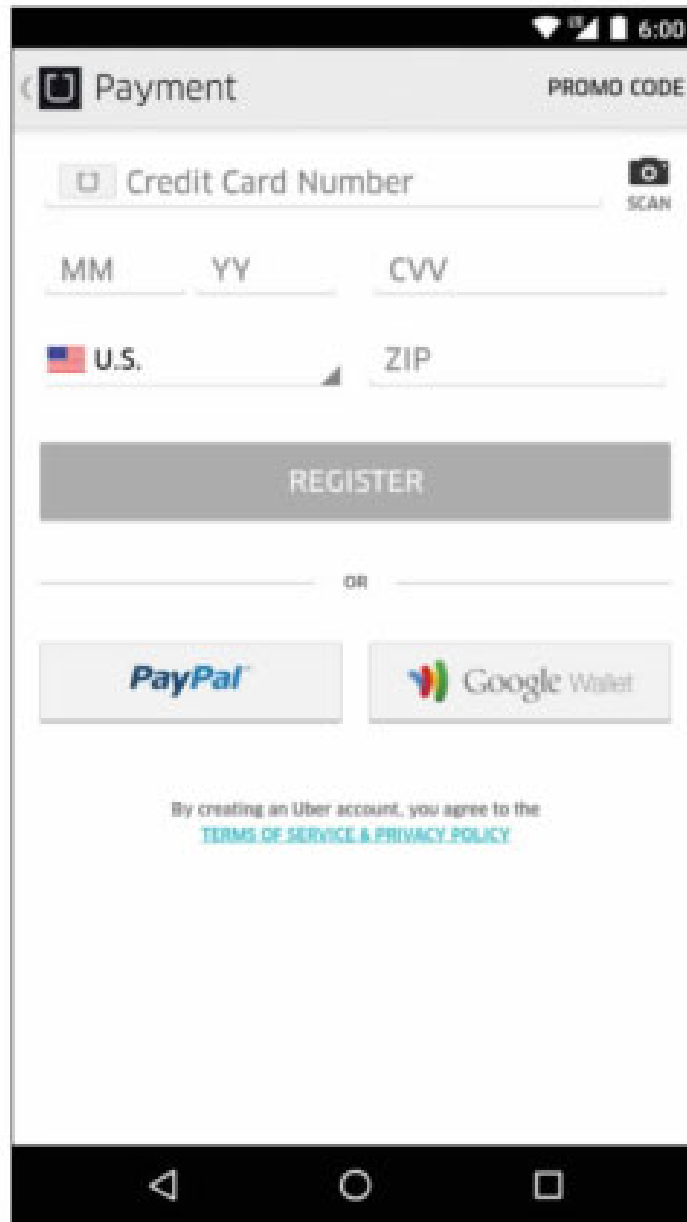 LTE 6:00
Payment PROMO CODE
Credit Card Number
SCAN
MM YY CVV
U.S. ZIP
REGISTER
OR
PayPal Google Wallet
By creating an Uber account, you agree to the
TERMS OF SERVICE & PRIVACY POLICY